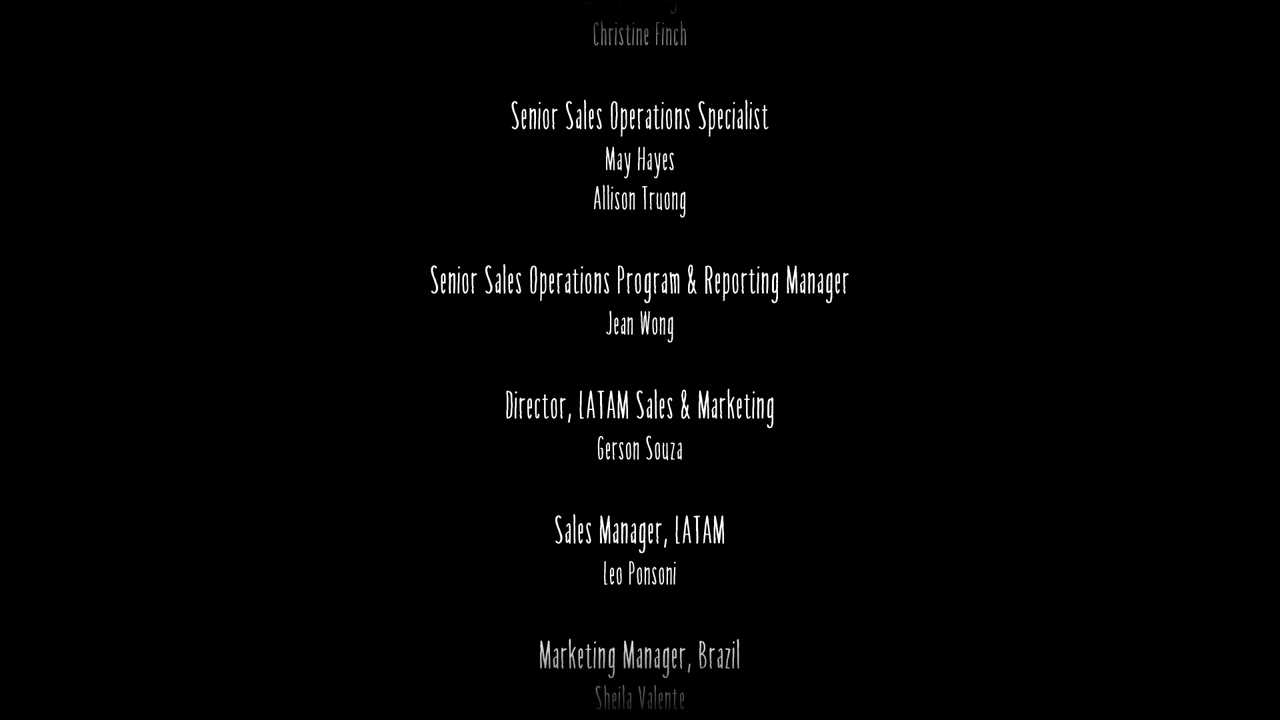 Christine Finch
Senior Sales Operations Specialist
May Hayes
Allison Truong
Senior Sales Operations Program & Reporting Manager
Jean Wong
Director, LATAM Sales & Marketing
Gerson Souza
Sales Manager, LATAM
Leo Ponsoni
Marketing Manager, Brazil
Sheila Valente